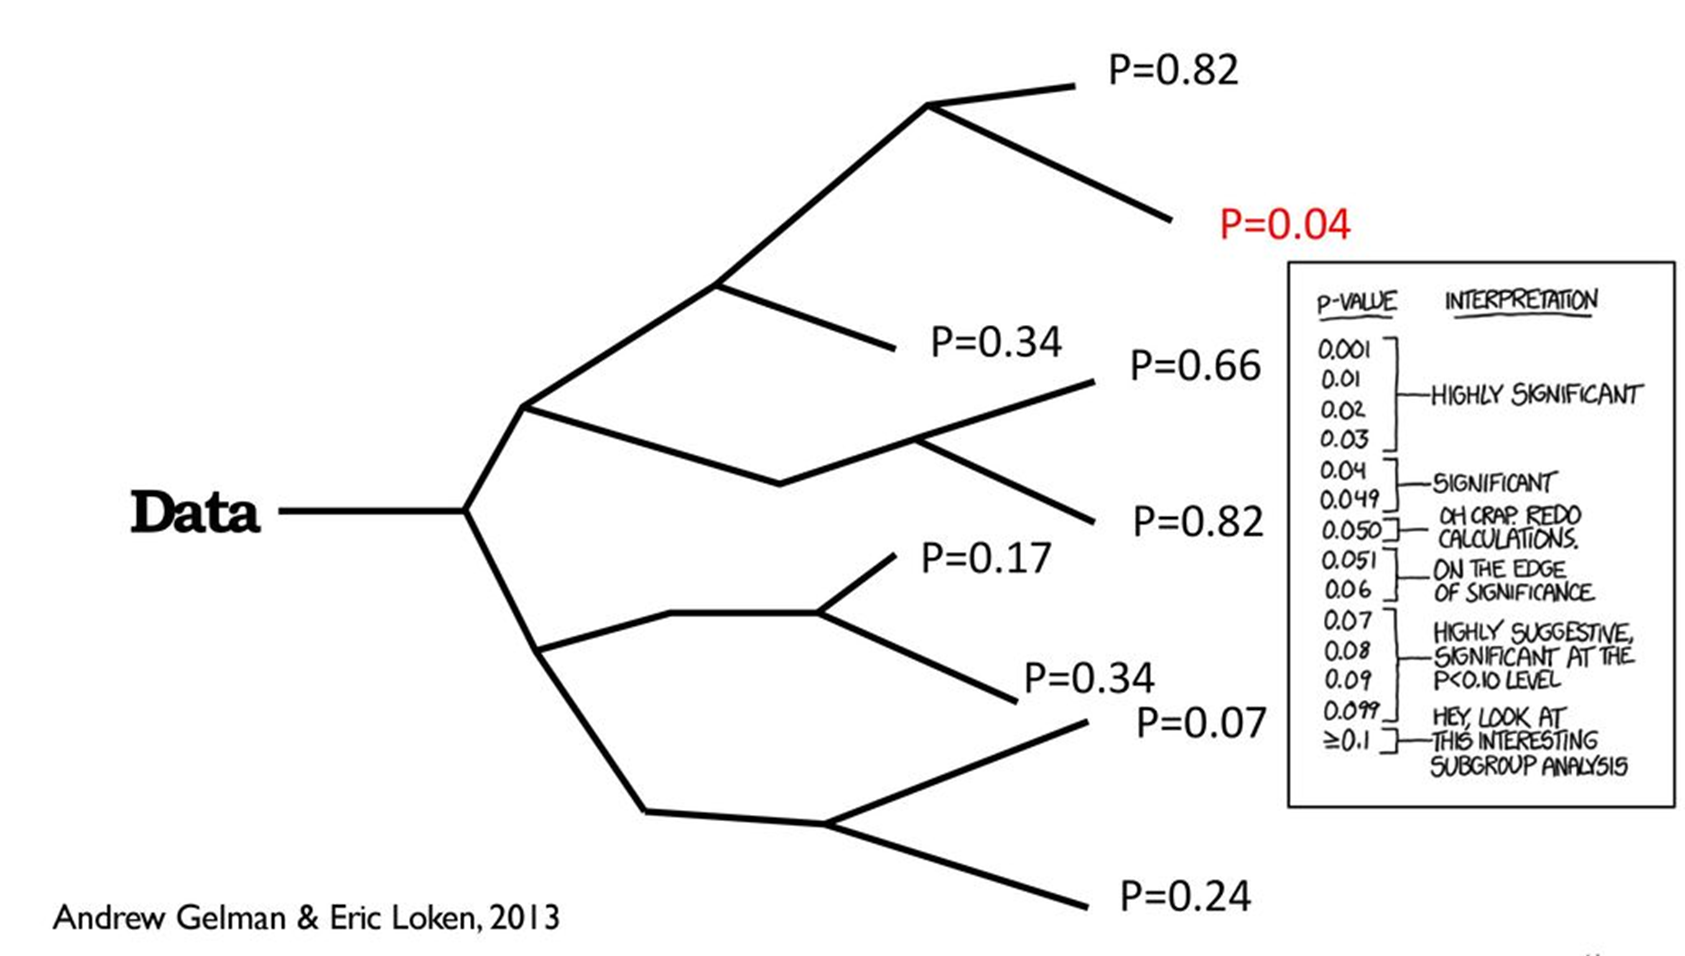 P=0.82
P=0.04
P=0.34
P=0.66
Data
P=0.82
P=0.17
P=0.34
P=0.07
P=0.24
Andrew Gelman & Eric Loken, 2013
P-VALUE INTERPRETATION
0.001
0.01
HIGHLY SIGNIFICANT
0.02
0.03
0.04
SIGNIFICANT
0.049
OH CRAP. REDO
0.050
CALCULATIONS.
0.051
ON THE EDGE
0.06
OF SIGNIFICANCE
0.07
HIGHLY SUGGESTIVE,
0.08
SIGNIFICANT AT THE
0.09
P<0.10 LEVEL
0.099
HEY, LOOK AT
≥0.1
THIS INTERESTING
SUBGROUP ANALYSIS